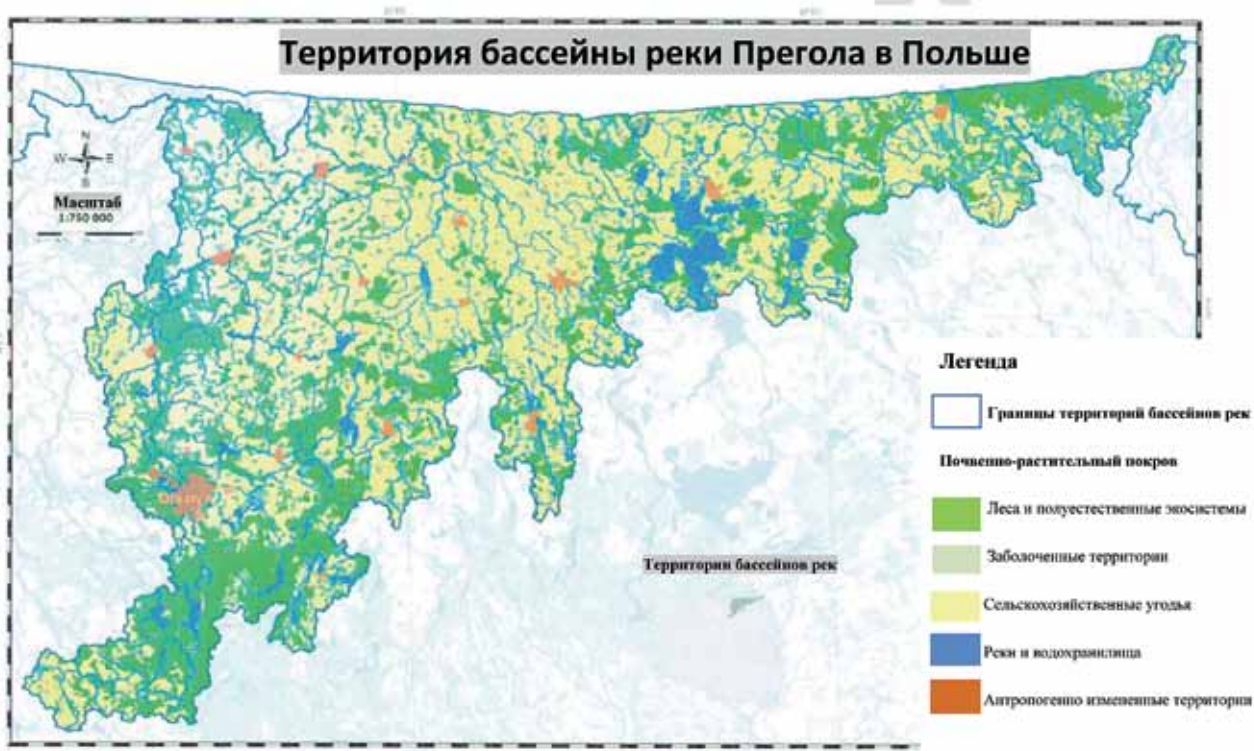 Территория бассейны реки Прегола в Польше
N
W E
S
Масштаб
1:750 000
Легенда
Границы территорий бассейнов рек
Почвенно-растительный покров
Леса и полуестественные экосистемы
Заболоченные территории
Сельскохозяйственные угодья
Реки и водохранилища
Антропогенно измененные территории
Территории бассейнов рек